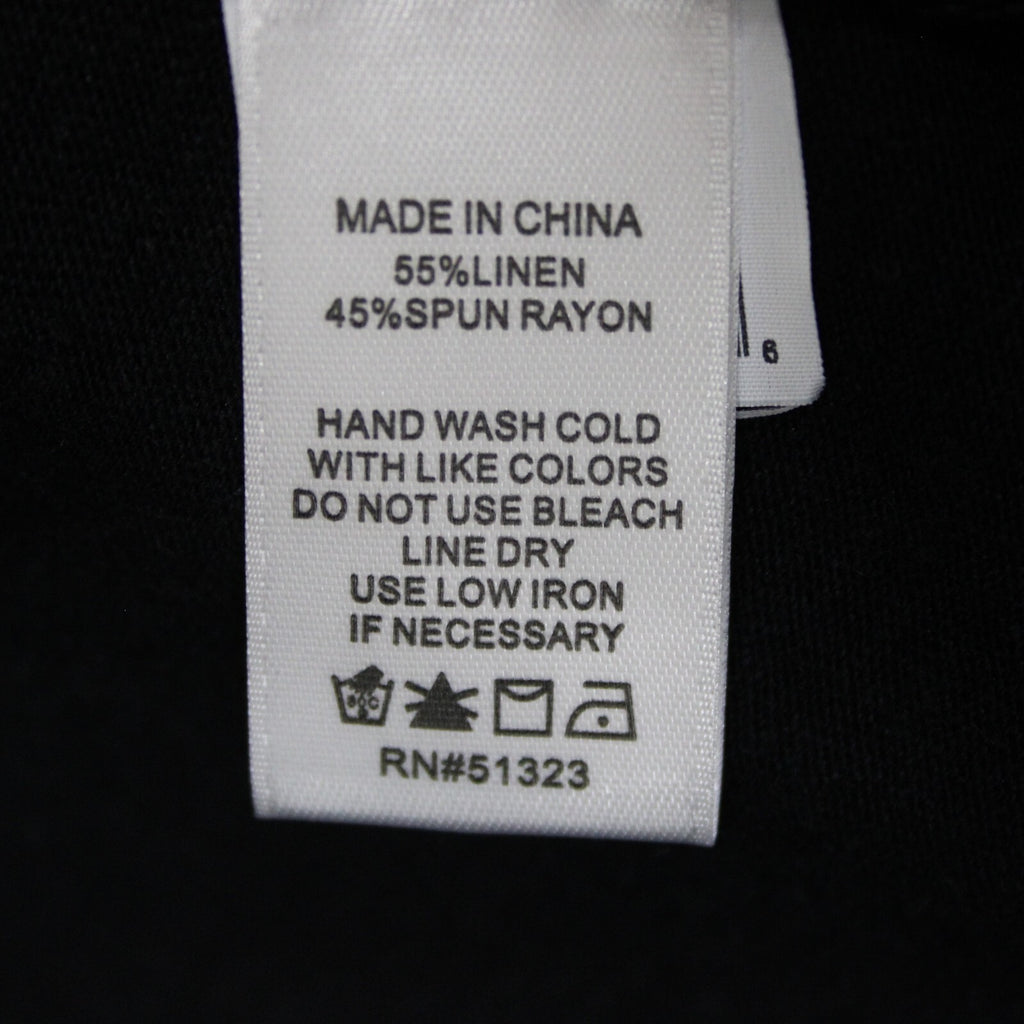 MADE IN CHINA
55%LINEN
45%SPUN RAYON
HAND WASH COLD
WITH LIKE COLORS
DO NOT USE BLEACH
LINE DRY
USE LOW IRON
IF NECESSARY
RN#51323
6